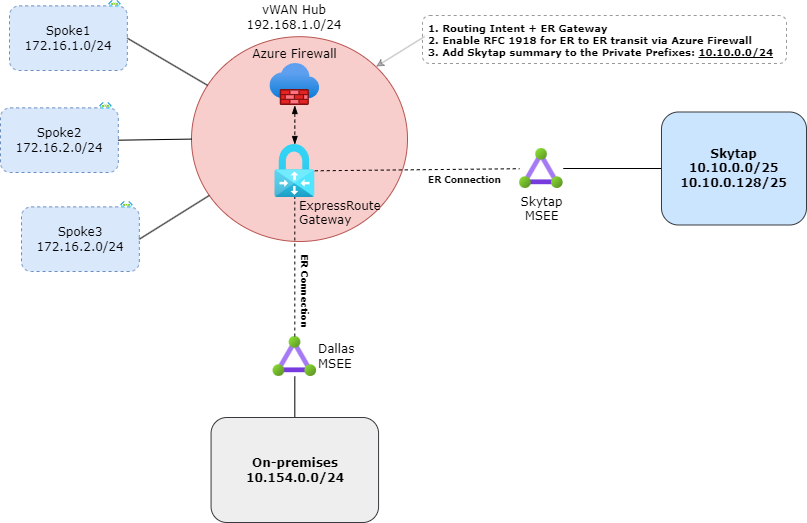 vWAN Hub
192.168.1.0/24
Spoke1
172.16.1.0/24
Azure Firewall
1. Routing Intent + ER Gateway
2. Enable RFC 1918 for ER to ER transit via Azure Firewall
3. Add Skytap summary to the Private Prefixes: 10.10.0.0/24
Spoke2
172.16.2.0/24
Skytap
10.10.0.0/25
10.10.0.128/25
ER Connection
Skytap
MSEE
ExpressRoute
Gateway
Spoke3
172.16.2.0/24
ER Connection
Dallas
MSEE
On-premises
10.154.0.0/24